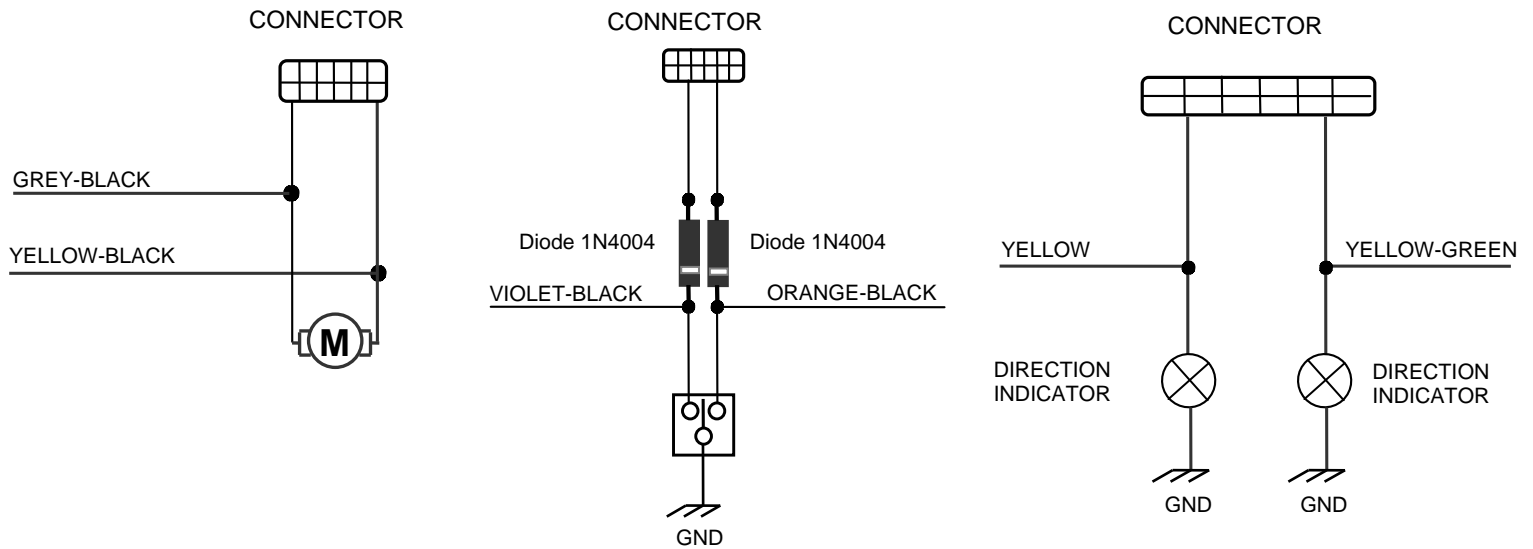 CONNECTOR
GREY-BLACK
YELLOW-BLACK
M
CONNECTOR
Diode 1N4004
Diode 1N4004
VIOLET-BLACK
ORANGE-BLACK
GND
CONNECTOR
YELLOW
YELLOW-GREEN
DIRECTION
INDICATOR
DIRECTION
INDICATOR
GND
GND